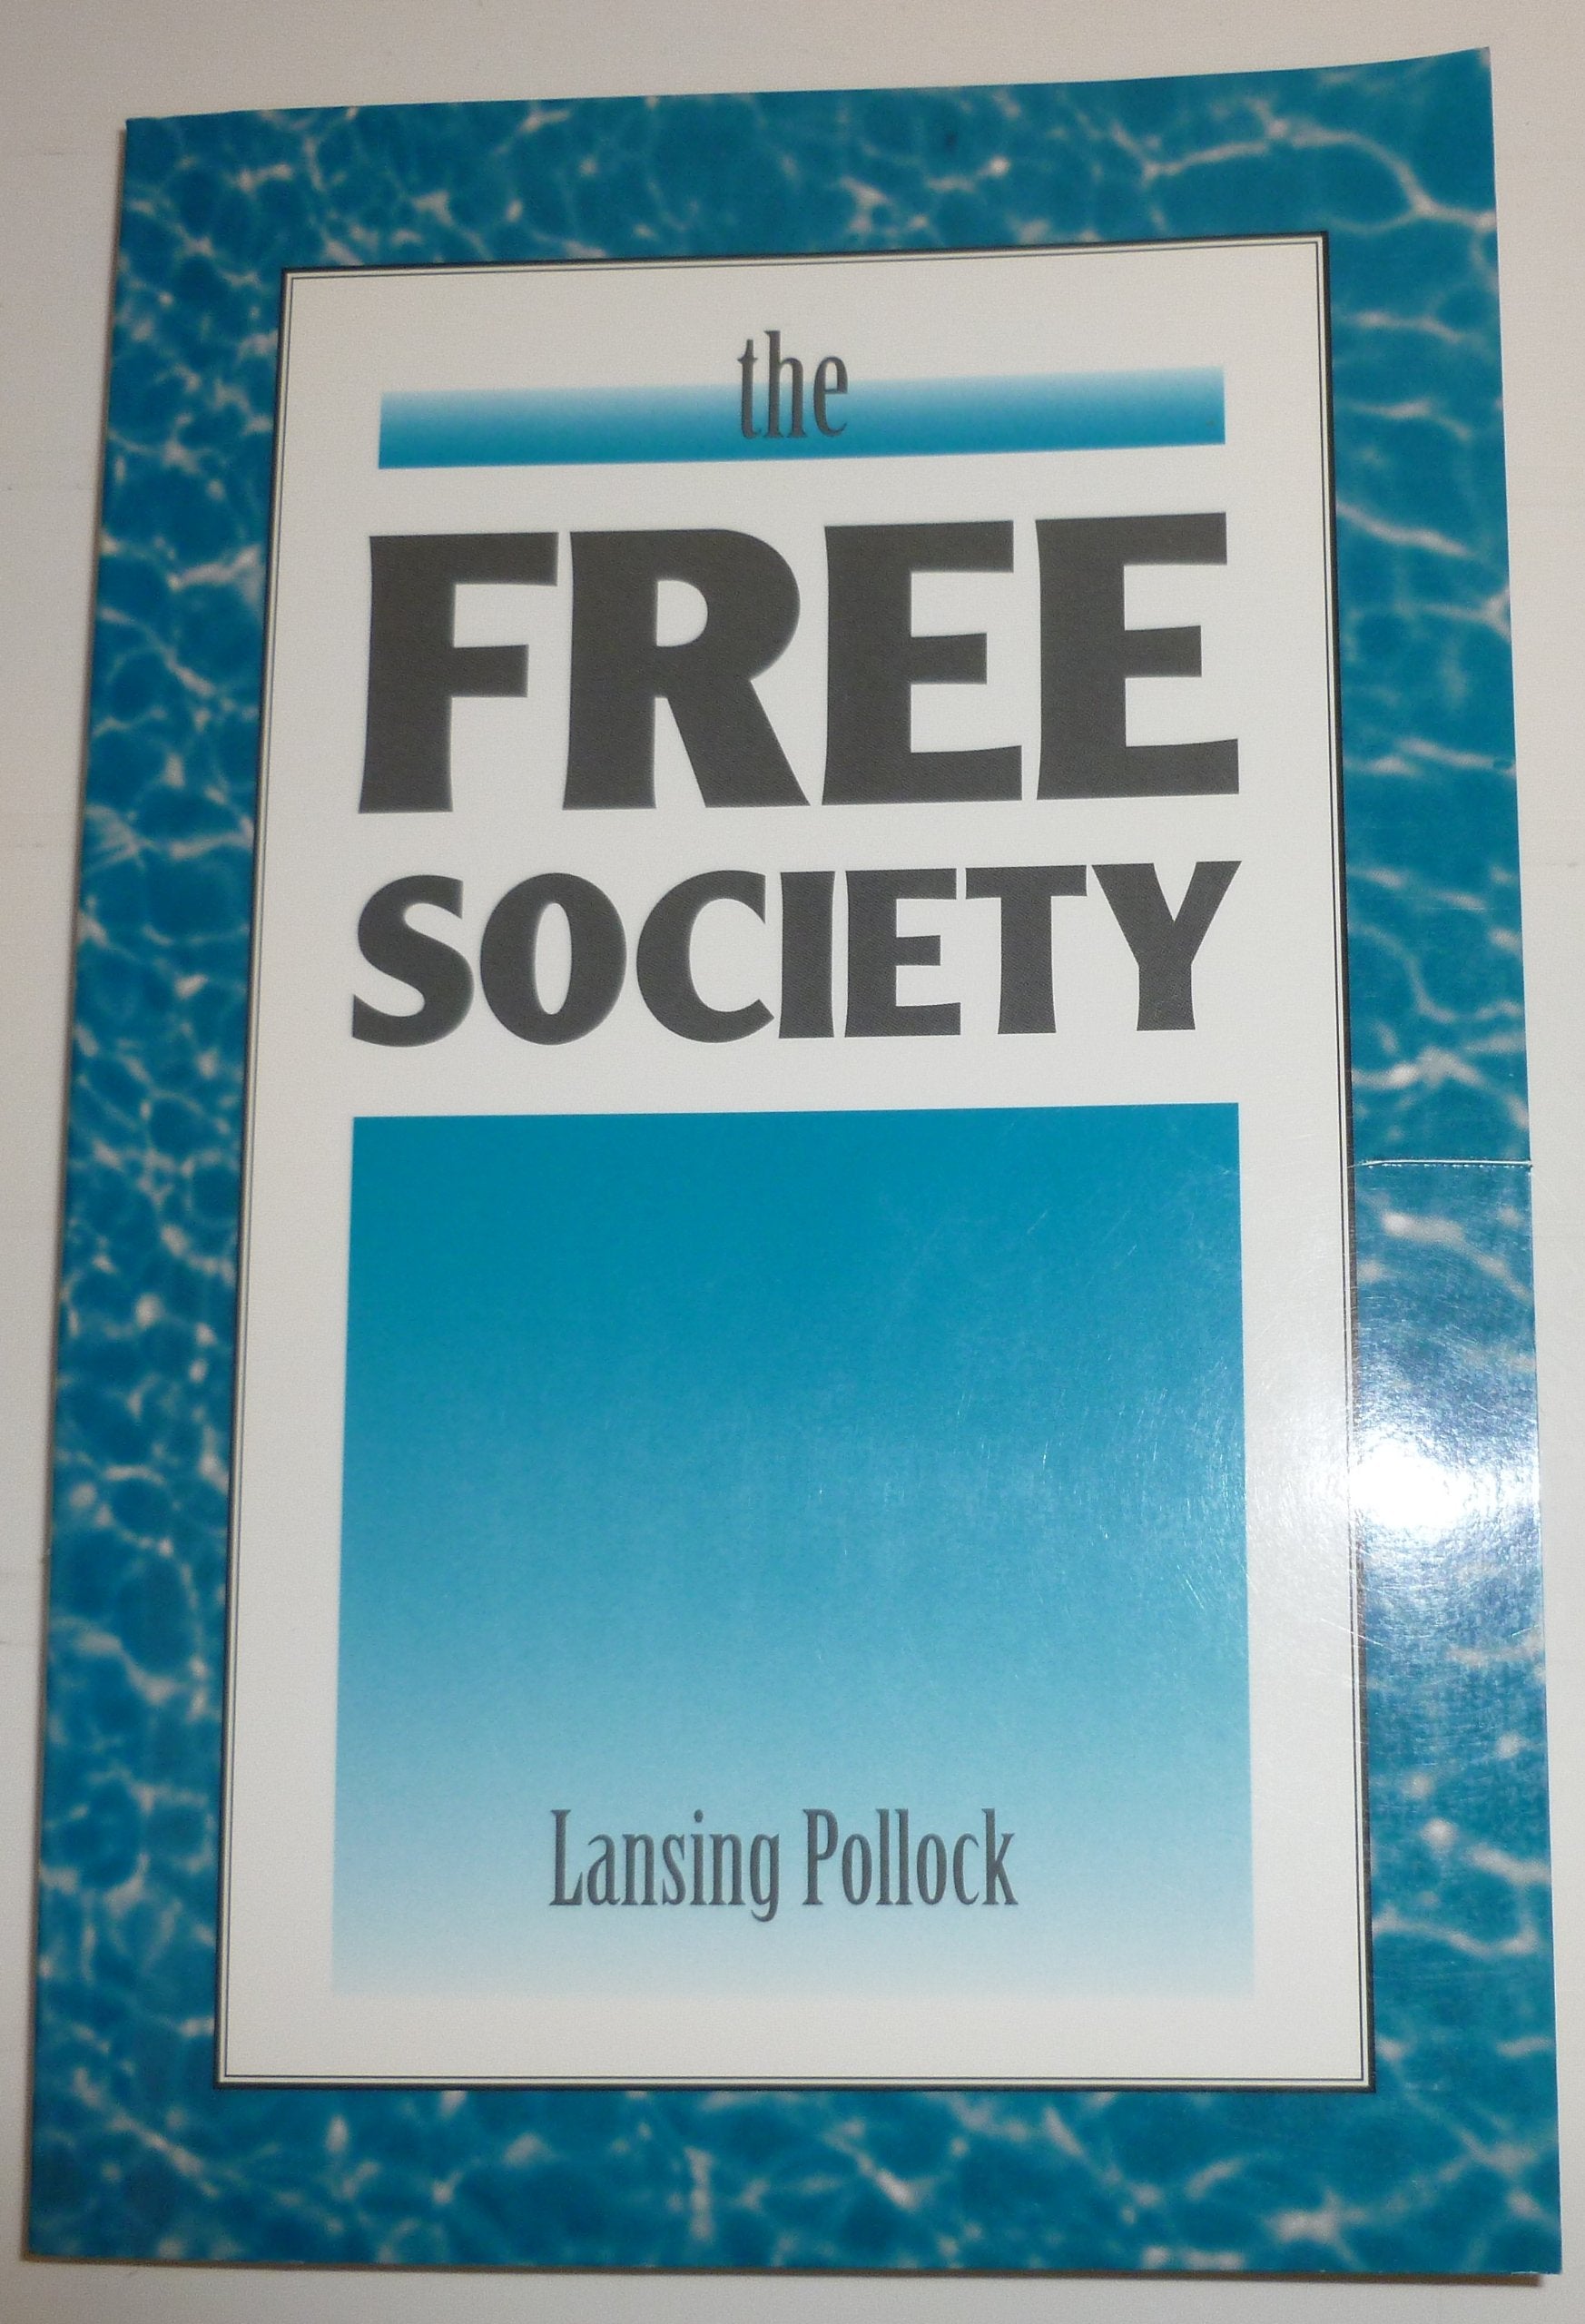 the
FREE
SOCIETY
Lansing Pollock